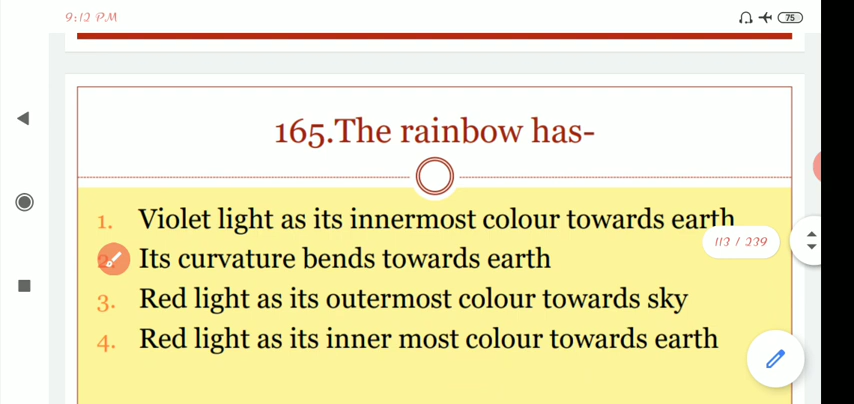 9:12 PM
75
165.The rainbow has-
1. Violet light as its innermost colour towards earth
113 / 239
2. Its curvature bends towards earth
3. Red light as its outermost colour towards sky
4. Red light as its inner most colour towards earth